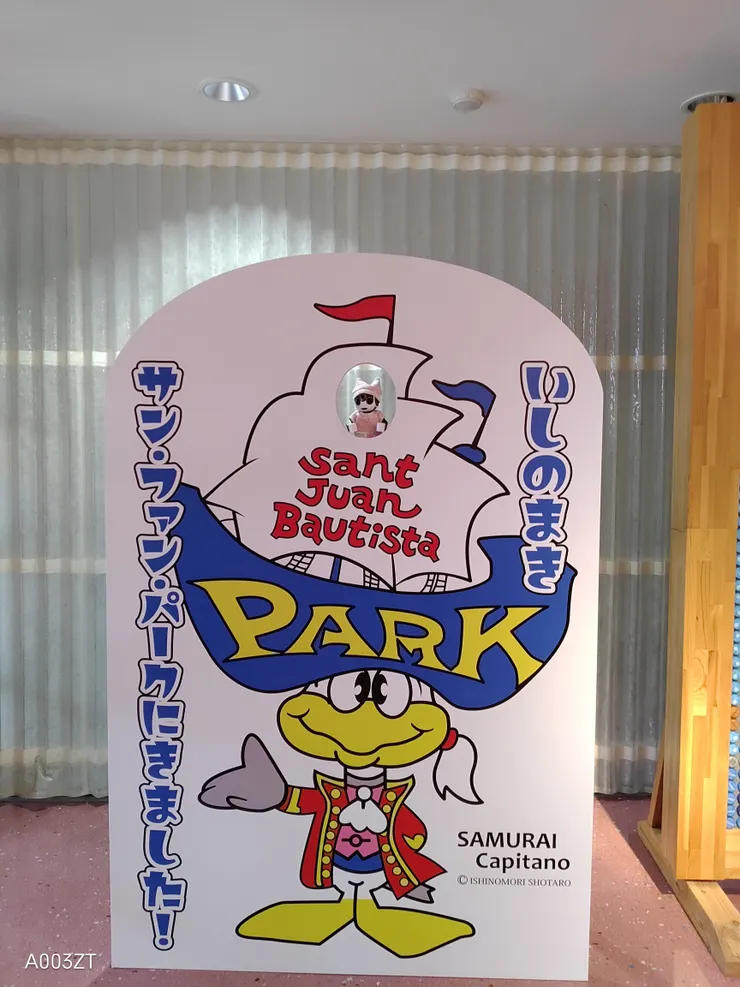 いしのまき
サン・ファン・パークにきました!
Sant
Juan
Bautista
PARK
SAMURAI
Capitano
© ISHINOMORI SHOTARO
A003ZT